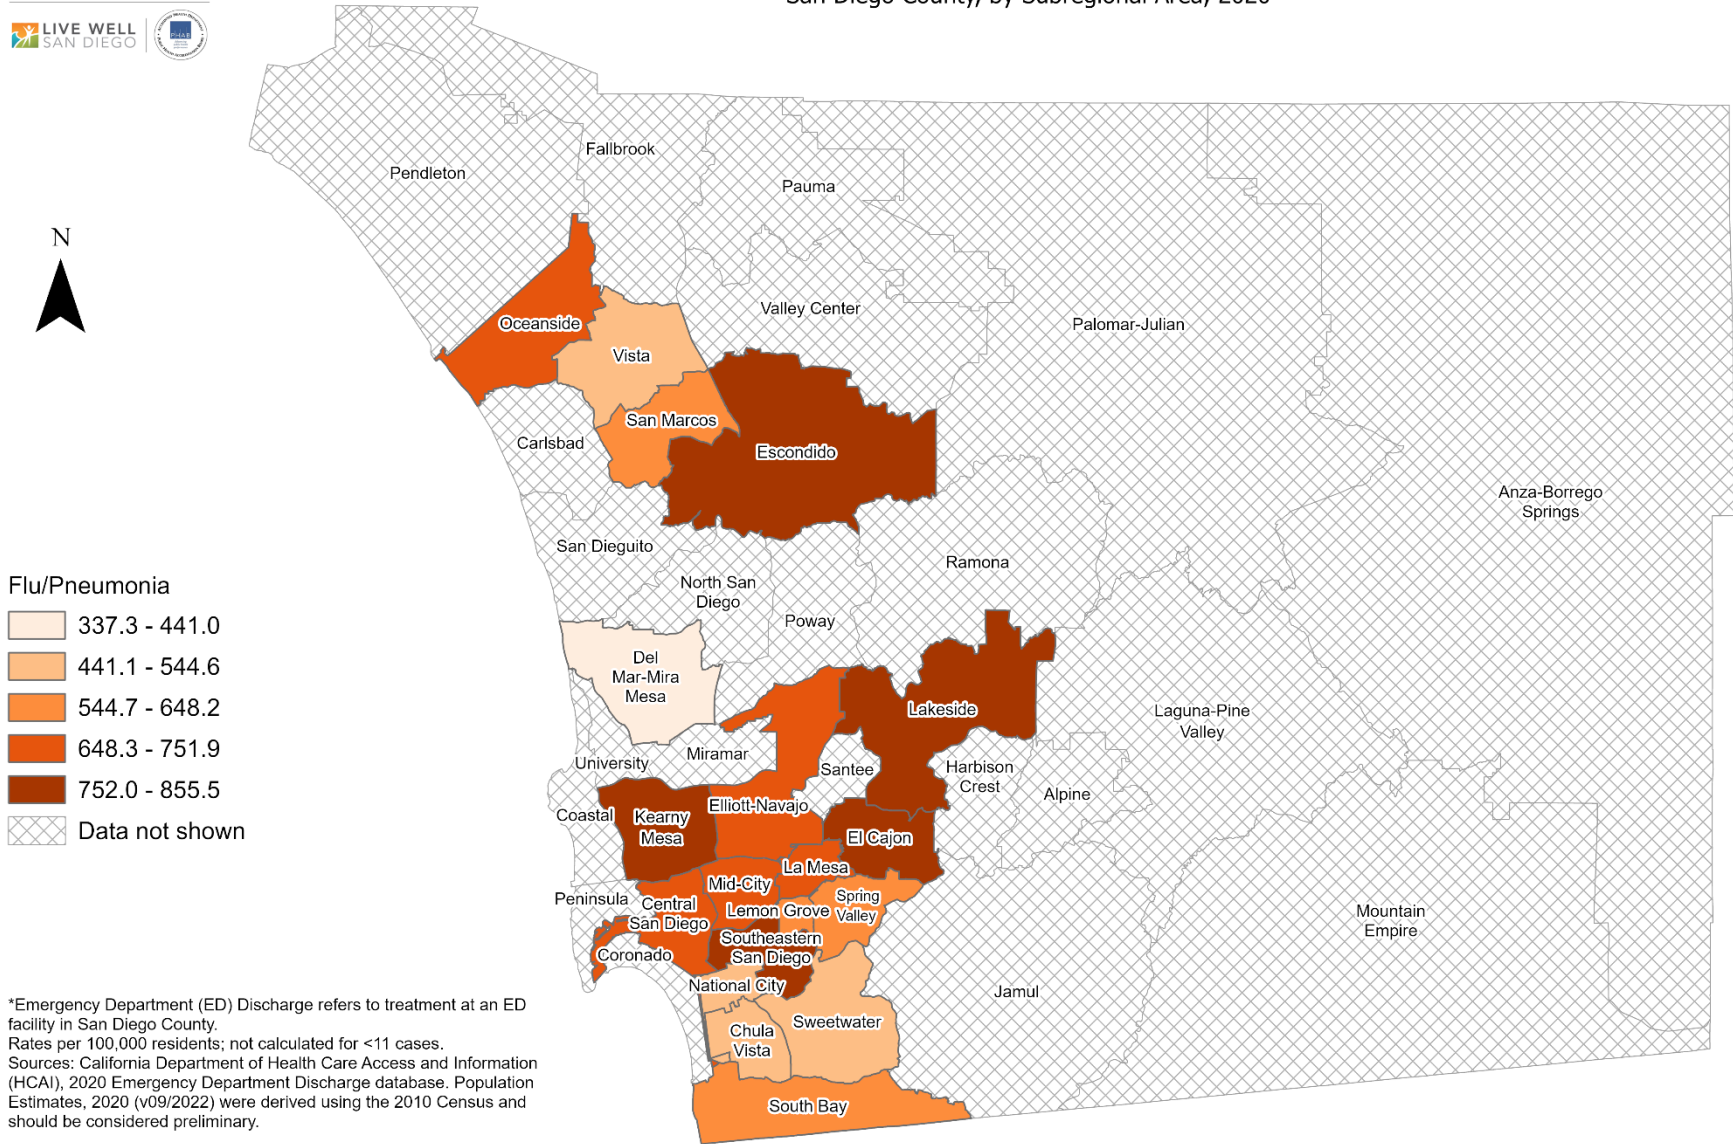 San Diego County, by Subregional Area, 2020
LIVE WELL
SAN DIEGO
PHAB
N
Pendleton
Fallbrook
Pauma
Valley Center
Palomar-Julian
Oceanside
Vista
San Marcos
Carlsbad
Escondido
Anza-Borrego
Springs
San Dieguito
North San
Diego
Ramona
Poway
Del
Mar-Mira
Mesa
Lakeside
Laguna-Pine
Valley
Miramar
University
Santee
Harbison
Crest
Alpine
Coastal
Kearny
Mesa
Elliott-Navajo
El Cajon
La Mesa
Mid-City
Peninsula
Central
San Diego
Lemon Grove
Spring
Valley
Southeastern
San Diego
Coronado
National City
Mountain
Empire
Jamul
Sweetwater
Chula
Vista
South Bay
Flu/Pneumonia
337.3 - 441.0
441.1 - 544.6
544.7 - 648.2
648.3 - 751.9
752.0 - 855.5
Data not shown
*Emergency Department (ED) Discharge refers to treatment at an ED
facility in San Diego County.
Rates per 100,000 residents; not calculated for <11 cases.
Sources: California Department of Health Care Access and Information
(HCAI), 2020 Emergency Department Discharge database. Population
Estimates, 2020 (v09/2022) were derived using the 2010 Census and
should be considered preliminary.